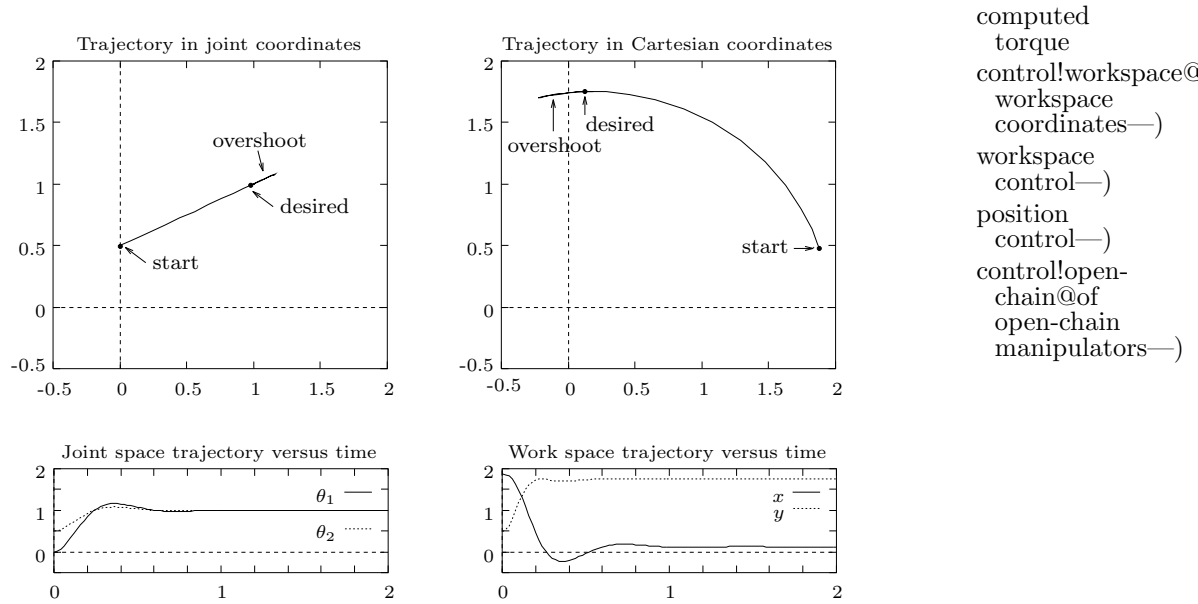 Trajectory in joint coordinates
2
1.5
1
0.5
0
-0.5
-0.5
0
0.5
1
1.5
2
overshoot
desired
start
Trajectory in Cartesian coordinates
2
1.5
1
0.5
0
-0.5
-0.5
0
0.5
1
1.5
2
desired
overshoot
start
Joint space trajectory versus time
2
1
0
0
1
2
θ1
θ2
Work space trajectory versus time
2
1
0
0
1
2
x
y
computed
torque
control!workspace@
workspace
coordinates—)
workspace
control—)
position
control—)
control!open-
chain@of
open-chain
manipulators—)